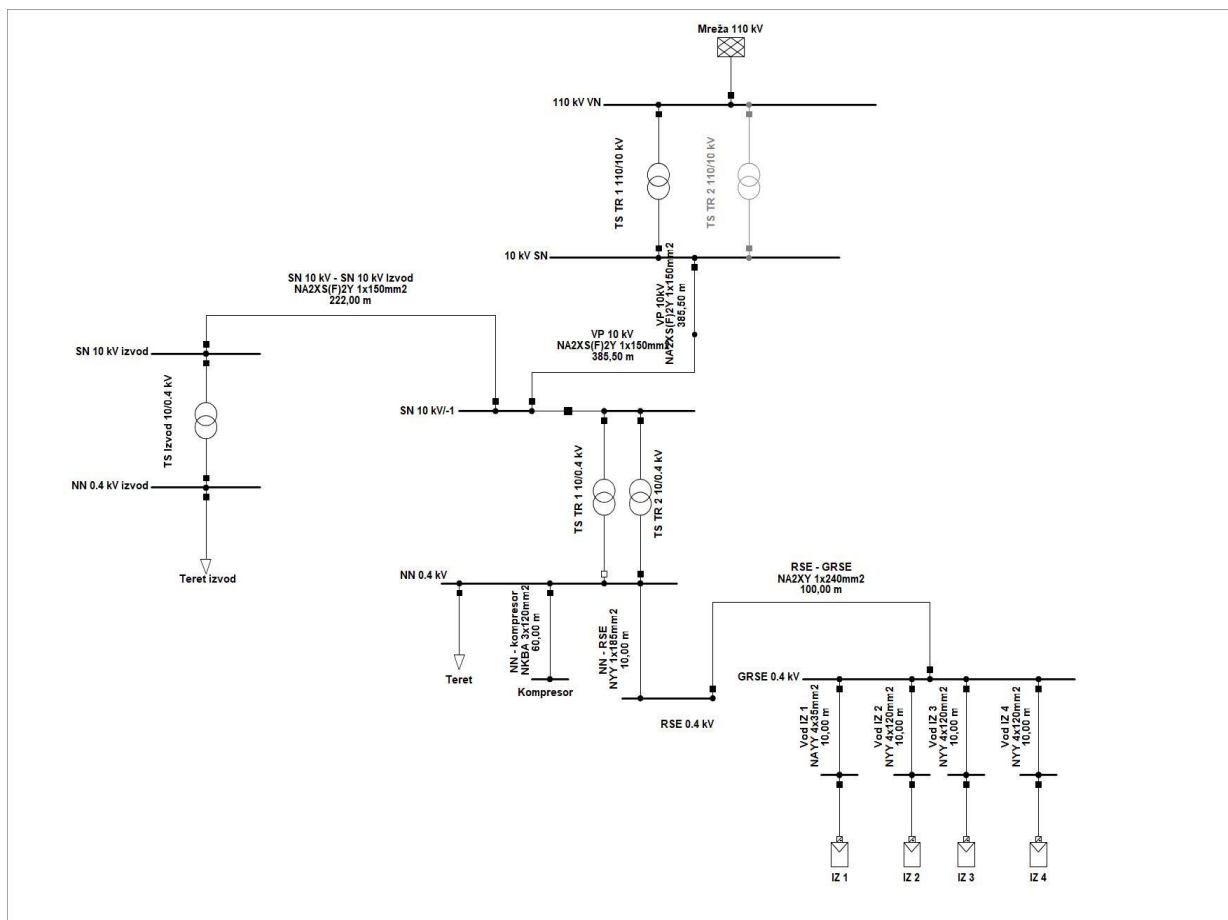 Mreža 110 kV
110 kV VN
TS TR 1 110/10 kV
TS TR 2 110/10 kV
10 kV SN
SN 10 kV - SN 10 kV Izvod
NA2XS(F)2Y 1x150mm2
222,00 m
VP 10kV
NA2XS(F)2Y 1x150mm2
385,50 m
VP 10 kV
NA2XS(F)2Y 1x150mm2
385,50 m
SN 10 kV izvod
TS Izvod 10/0.4 kV
SN 10 kV/-1
NN 0.4 kV izvod
TS TR 1 10/0.4 kV
TS TR 2 10/0.4 kV
Teret izvod
NN 0.4 kV
RSE - GRSE
NA2XY 1x240mm2
100,00 m
NN - kompresor
NKBA 3x120mm2
60,00 m
NN - RSE
NYY 1x185mm2
10,00 m
Teret
Kompresor
GRSE 0.4 kV
RSE 0.4 kV
Vod IZ 1
NAYY 4x35mm2
10,00 m
Vod IZ 2
NYY 4x120mm2
10,00 m
Vod IZ 3
NYY 4x120mm2
10,00 m
Vod IZ 4
NYY 4x120mm2
10,00 m
IZ 1
IZ 2
IZ 3
IZ 4